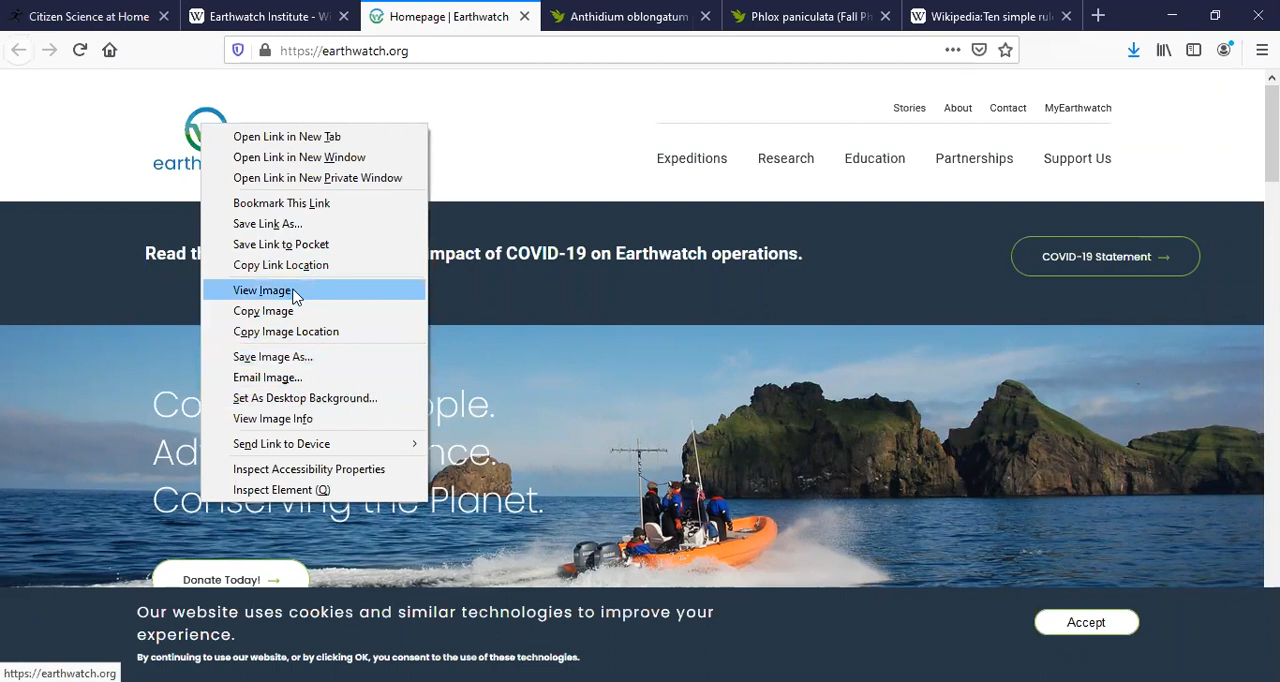 Citizen Science at Home
Earthwatch Institute - Wi
Homepage | Earthwatch
Anthidium oblongatum
Phlox paniculata (Fall Ph
Wikipedia:Ten simple rul
https://earthwatch.org
Stories About Contact MyEarthwatch
earth
Expeditions Research Education Partnerships Support Us
Open Link in New Tab
Open Link in New Window
Open Link in New Private Window
Bookmark This Link
Save Link As...
Save Link to Pocket
Copy Link Location
View Image
Copy Image
Copy Image Location
Save Image As...
Email Image...
Set As Desktop Background...
View Image Info
Send Link to Device
Inspect Accessibility Properties
Inspect Element (Q)
Read th mpact of COVID-19 on Earthwatch operations.
COVID-19 Statement →
Co ople.
Ad nce.
Conserving the Planet.
Donate Today! →
Our website uses cookies and similar technologies to improve your
experience.
By continuing to use our website, or by clicking OK, you consent to the use of these technologies.
Accept
https://earthwatch.org